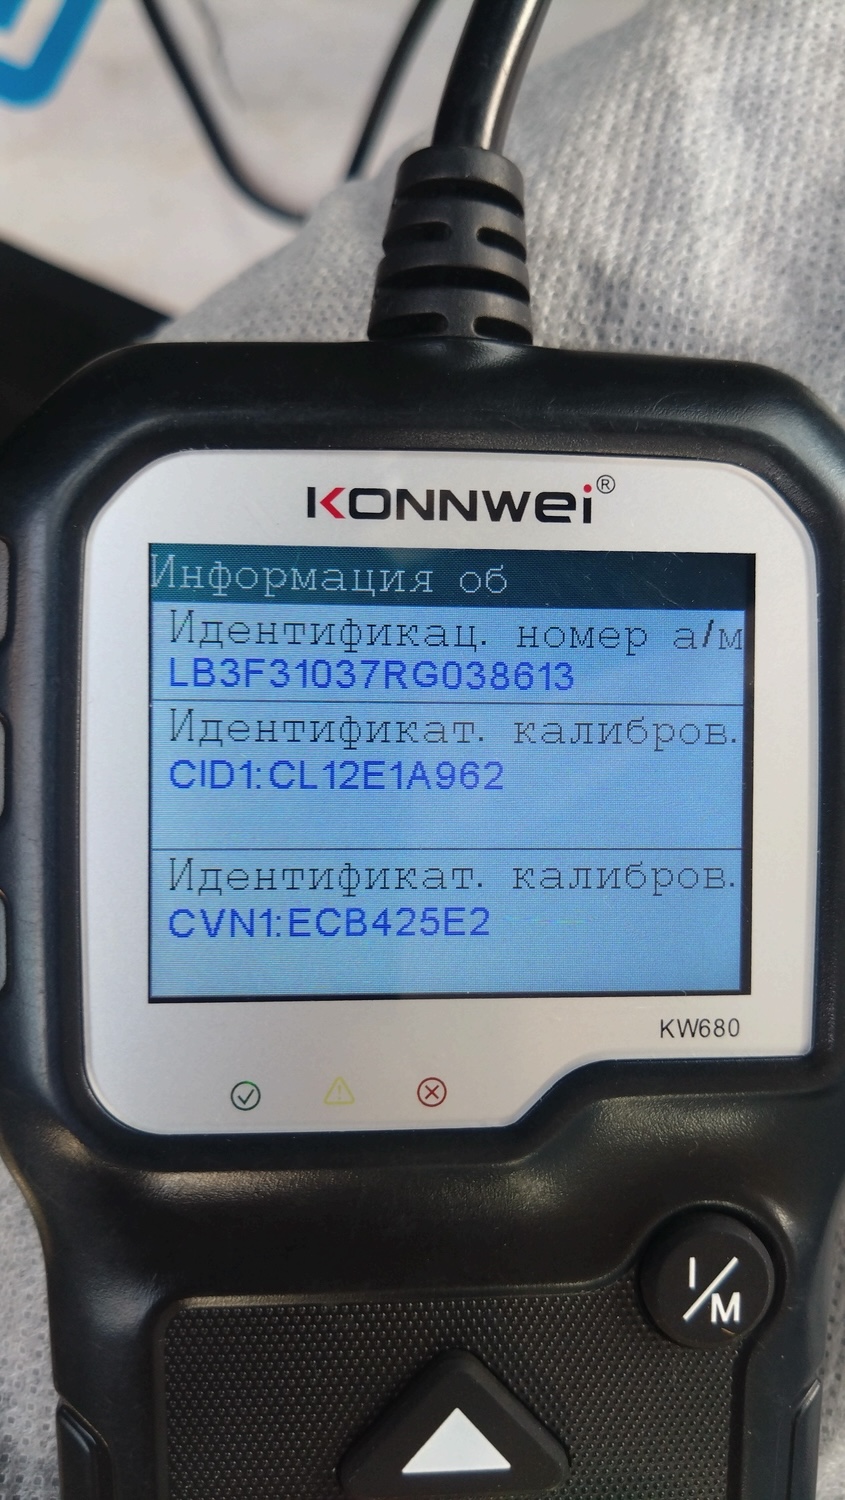 KONNWEI®
Информация об
Идентификац. номер а/м
LB3F31037RG038613
Идентификат. калибров.
CID1:CL12E1A962
Идентификат. калибров.
CVN1:ECB425E2
KW680
I/M